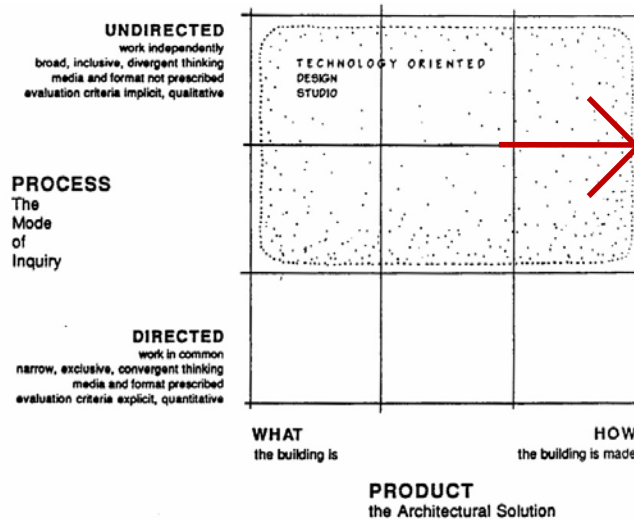 UNDIRECTED
work independently
broad, inclusive, divergent thinking
media and format not prescribed
evaluation criteria implicit, qualitative
TECHNOLOGY ORIENTED
DESIGN
STUDIO
PROCESS
The
Mode
of
Inquiry
DIRECTED
work in common
narrow, exclusive, convergent thinking
media and format prescribed
evaluation criteria explicit, quantitative
WHAT
the building is
HOW
the building is made
PRODUCT
the Architectural Solution